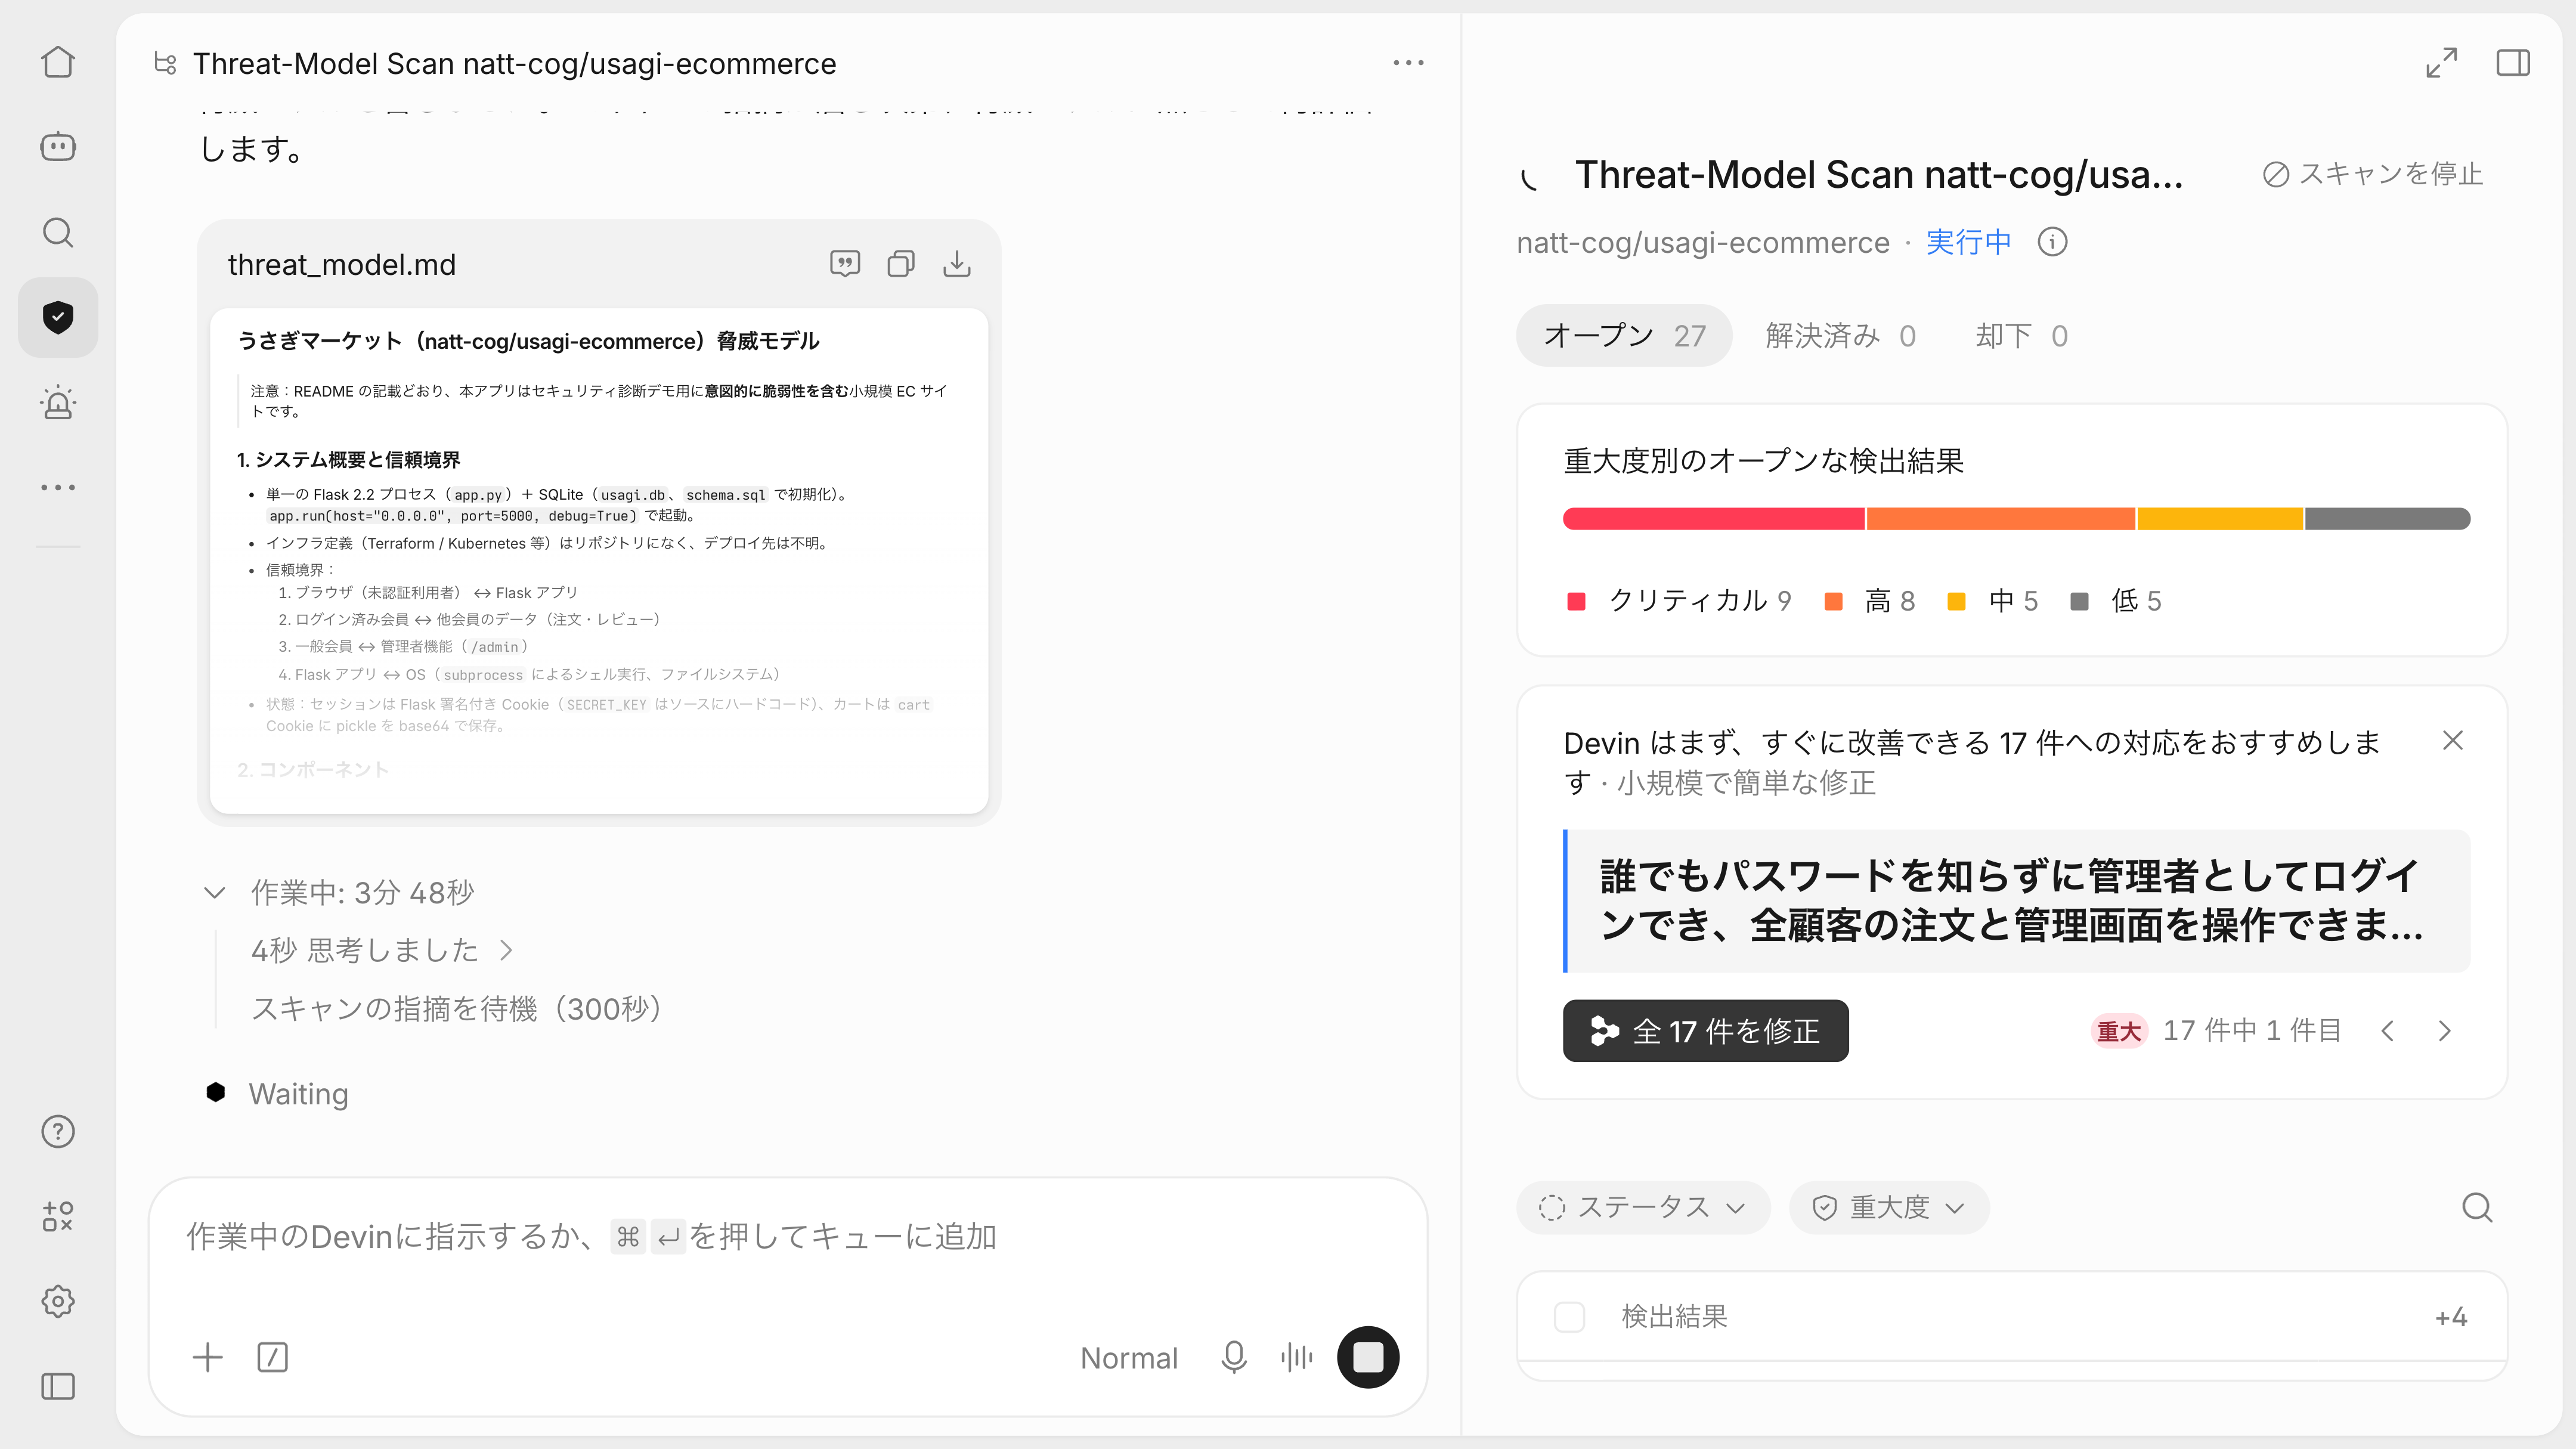 Threat-Model Scan natt-cog/usagi-ecommerce
します。
threat_model.md
うさぎマーケット（natt-cog/usagi-ecommerce）脅威モデル
注意：README の記載どおり、本アプリはセキュリティ診断デモ用に意図的に脆弱性を含む小規模 EC サイ
トです。
1. システム概要と信頼境界
• 単一の Flask 2.2 プロセス（app.py）＋ SQLite（usagi.db、schema.sql で初期化）。
app.run(host="0.0.0.0", port=5000, debug=True) で起動。
• インフラ定義（Terraform / Kubernetes 等）はリポジトリになく、デプロイ先は不明。
• 信頼境界：
1. ブラウザ（未認証利用者） ↔ Flask アプリ
2. ログイン済み会員 ↔ 他会員のデータ（注文・レビュー）
3. 一般会員 ↔ 管理者機能（/admin）
4. Flask アプリ ↔ OS（subprocess によるシェル実行、ファイルシステム）
• 状態：セッションは Flask 署名付き Cookie（SECRET_KEY はソースにハードコード）、カートは cart
Cookie に pickle を base64 で保存。
2. コンポーネント
作業中: 3分 48秒
4秒 思考しました
スキャンの指摘を待機（300秒）
Waiting
作業中のDevinに指示するか、⌘ ↵ を押してキューに追加
Normal
Threat-Model Scan natt-cog/usa...
スキャンを停止
natt-cog/usagi-ecommerce · 実行中
オープン 27 解決済み 0 却下 0
重大度別のオープンな検出結果
クリティカル 9 高 8 中 5 低 5
Devin はまず、すぐに改善できる 17 件への対応をおすすめしま
す · 小規模で簡単な修正
誰でもパスワードを知らずに管理者としてログイ
ンでき、全顧客の注文と管理画面を操作できま...
全 17 件を修正
重大 17 件中 1 件目
ステータス 重大度
検出結果 +4